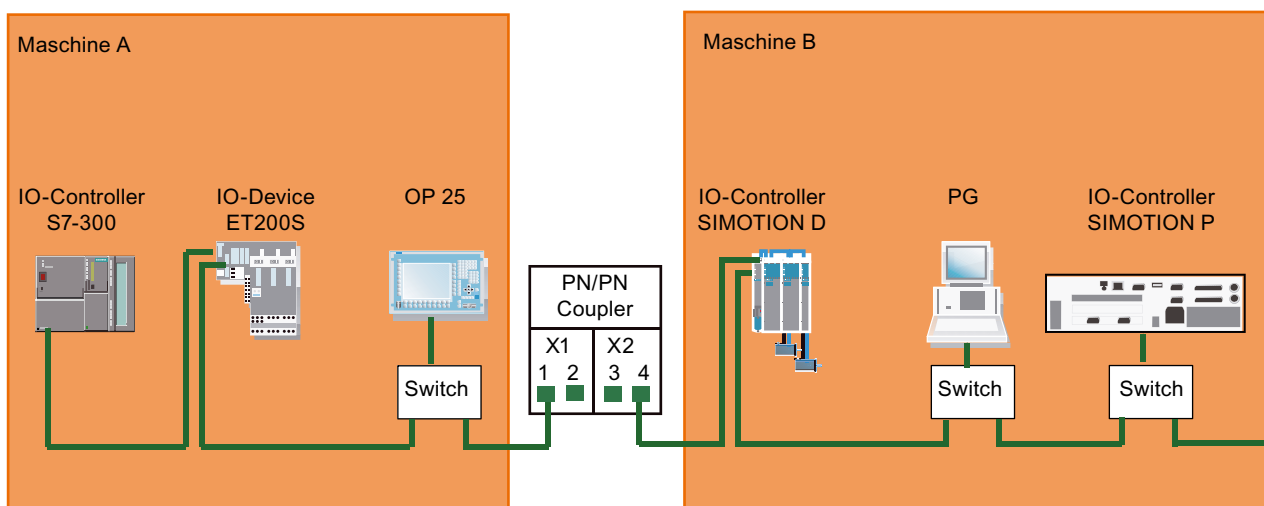 Maschine A
IO-Controller
S7-300
IO-Device
ET200S
OP 25
Switch
PN/PN
Coupler
X1
X2
1 2
3 4
Maschine B
IO-Controller
SIMOTION D
PG
IO-Controller
SIMOTION P
Switch
Switch